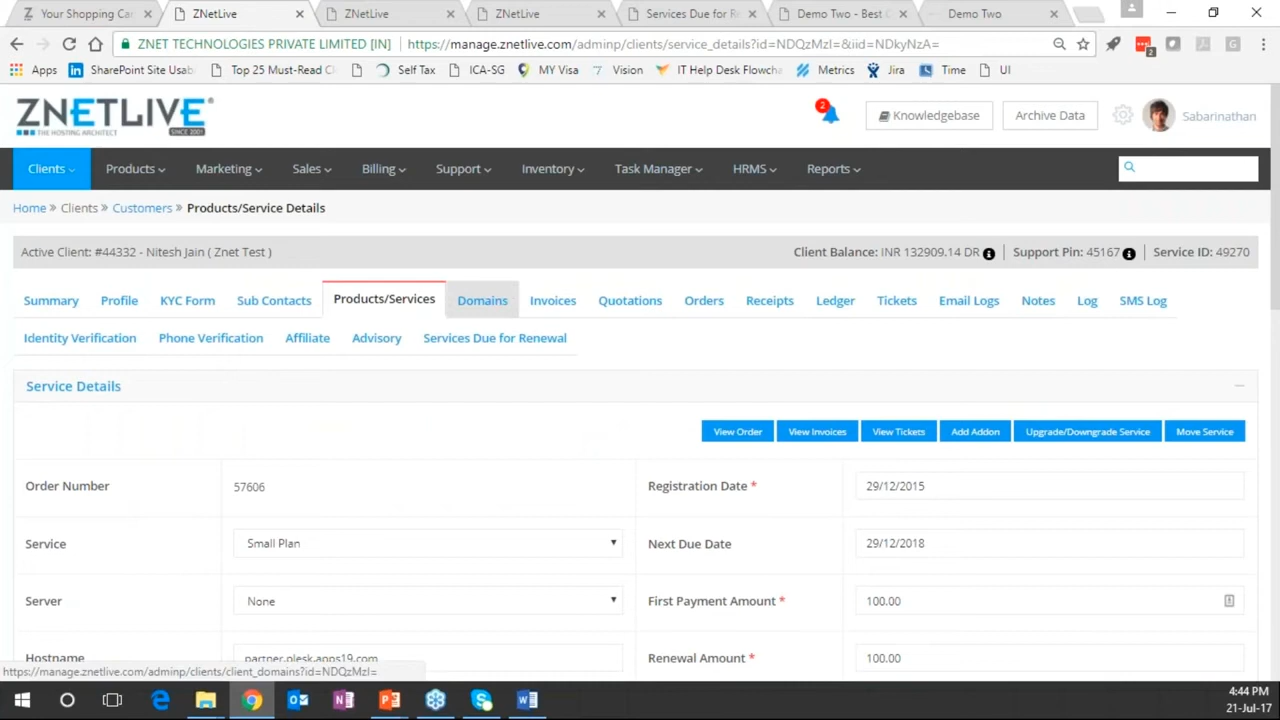 Your Shopping Ca
ZNetLive
ZNetLive
ZNetLive
Services Due for R
Demo Two - Best C
Demo Two
ZNET TECHNOLOGIES PRIVATE LIMITED [IN]
https://manage.znetlive.com/adminp/clients/service_details?id=NDQzMzI=&iid=NDkyNzA=
2
Apps
SharePoint Site Usab
Top 25 Must-Read C
Self Tax
ICA-SG
MY Visa
Vision
IT Help Desk Flowcha
Metrics
Jira
Time
UI
ZNETLIVE
THE HOSTING ARCHITECT
SINCE 2001
2
Knowledgebase
Archive Data
Sabarinathan
Clients
Products
Marketing
Sales
Billing
Support
Inventory
Task Manager
HRMS
Reports
Home » Clients » Customers » Products/Service Details
Active Client: #44332 - Nitesh Jain ( Znet Test )
Client Balance: INR 132909.14 DR
Support Pin: 45167
Service ID: 49270
Summary
Profile
KYC Form
Sub Contacts
Products/Services
Domains
Invoices
Quotations
Orders
Receipts
Ledger
Tickets
Email Logs
Notes
Log
SMS Log
Identity Verification
Phone Verification
Affiliate
Advisory
Services Due for Renewal
Service Details
View Order
View Invoices
View Tickets
Add Addon
Upgrade/Downgrade Service
Move Service
Order Number
57606
Registration Date *
29/12/2015
Service
Small Plan
Next Due Date
29/12/2018
Server
None
First Payment Amount *
100.00
Hostname
partner.plesk.apps19.com
Renewal Amount *
100.00
https://manage.znetlive.com/adminp/clients/client_domains?id=NDQzMzI=
4:44 PM
21-Jul-17